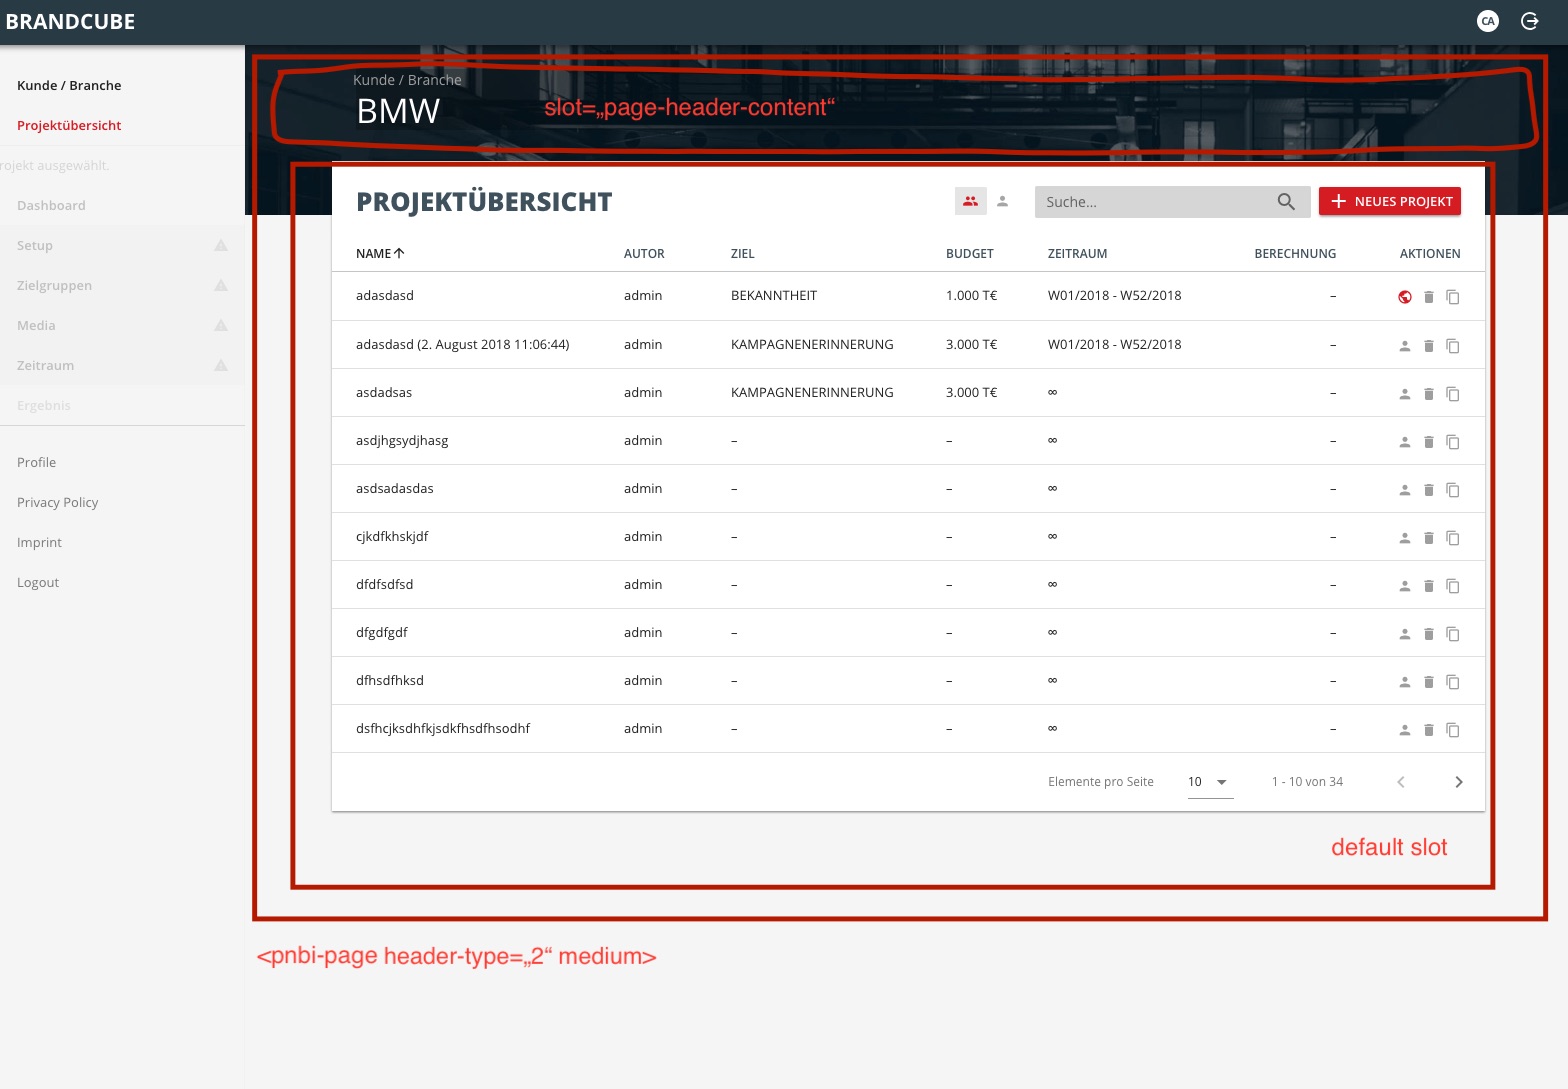 BRANDCUBE
CA
Kunde / Branche
Projektübersicht
rojekt ausgewählt.
Dashboard
Setup
Zielgruppen
Media
Zeitraum
Ergebnis
Profile
Privacy Policy
Imprint
Logout
Kunde / Branche
BMW
slot=„page-header-content“
PROJEKTÜBERSICHT
Suche...
NEUES PROJEKT
NAME AUTOR ZIEL BUDGET ZEITRAUM BERECHNUNG AKTIONEN
adasdasd admin BEKANNTHEIT 1.000 T€ W01/2018 - W52/2018 –
adasdasd (2. August 2018 11:06:44) admin KAMPAGNENERINNERUNG 3.000 T€ W01/2018 - W52/2018 –
asdadsas admin KAMPAGNENERINNERUNG 3.000 T€ ∞ –
asdjhgsydjhasg admin – – ∞ –
asdsadasdas admin – – ∞ –
cjkdfkhskjdf admin – – ∞ –
dfdfsdfsd admin – – ∞ –
dfgdfgdf admin – – ∞ –
dfhsdfhksd admin – – ∞ –
dsfhcjksdhfkjsdkfhsdfhsodhf admin – – ∞ –
Elemente pro Seite 10 1 - 10 von 34
default slot
<pnbi-page header-type=„2“ medium>